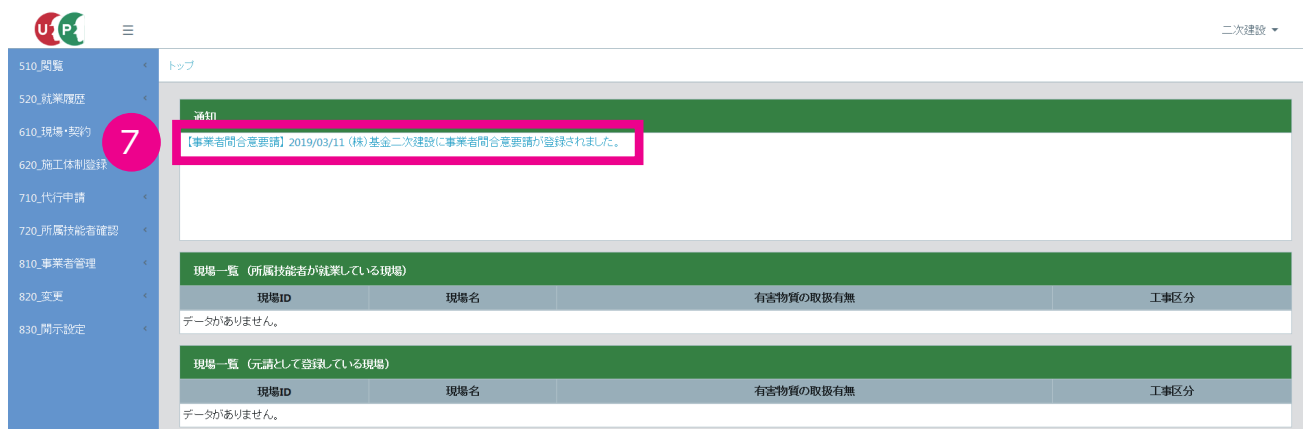 UP
二次建設
510_閲覧
520_就業履歴
610_現場・契約
620_施工体制登録
710_代行申請
720_所属技能者確認
810_事業者管理
820_変更
830_開示設定
トップ
通知
7
【事業者間合意要請】 2019/03/11 (株)基金二次建設に事業者間合意要請が登録されました。
現場一覧 (所属技能者が就業している現場)
現場ID 現場名 有害物質の取扱有無 工事区分
データがありません。
現場一覧 (元請として登録している現場)
現場ID 現場名 有害物質の取扱有無 工事区分
データがありません。